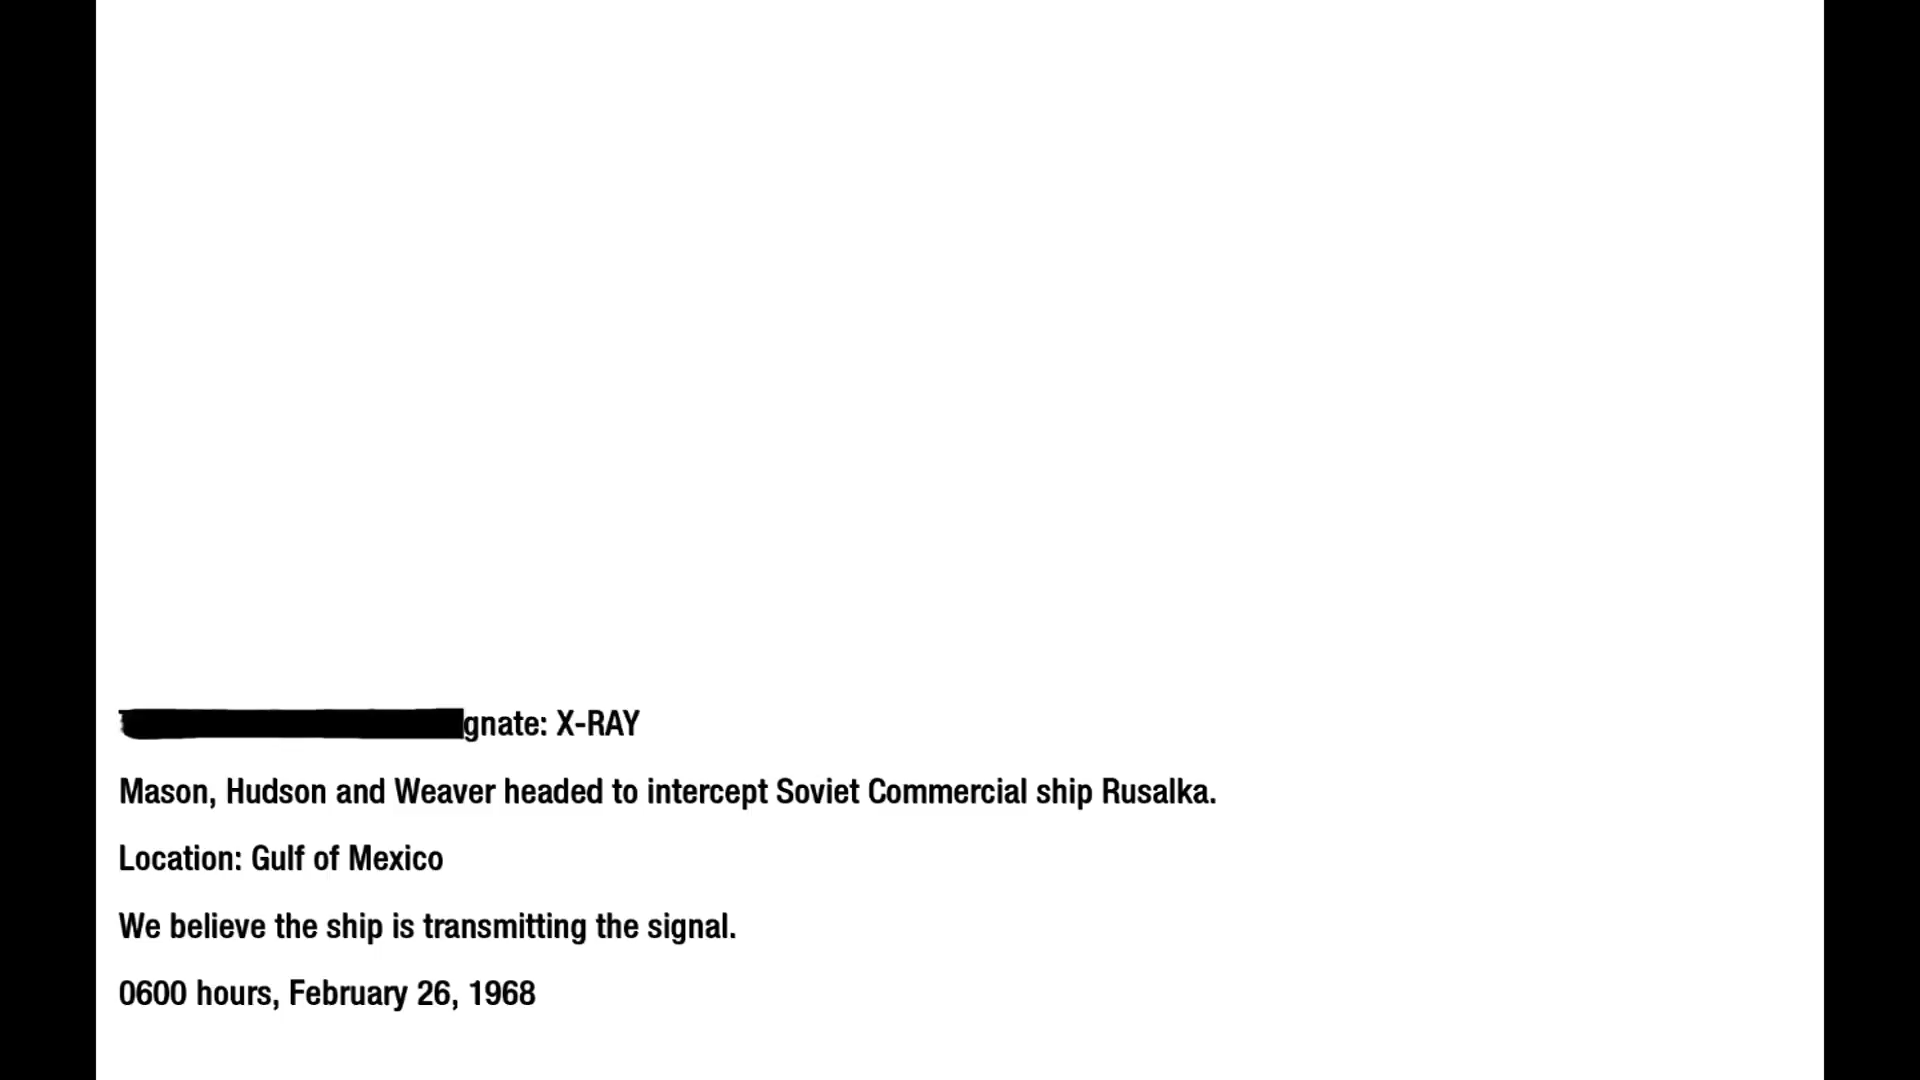 gnate: X-RAY
Mason, Hudson and Weaver headed to intercept Soviet Commercial ship Rusalka.
Location: Gulf of Mexico
We believe the ship is transmitting the signal.
0600 hours, February 26, 1968